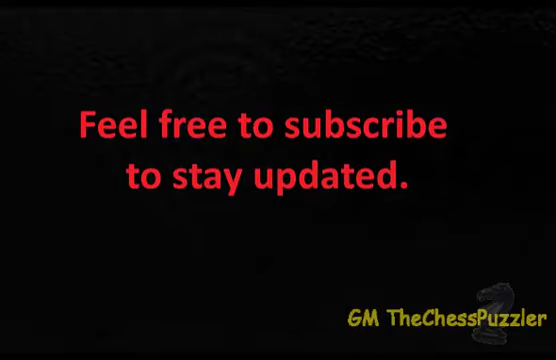 Feel free to subscribe
to stay updated.
GM TheChessPuzzler